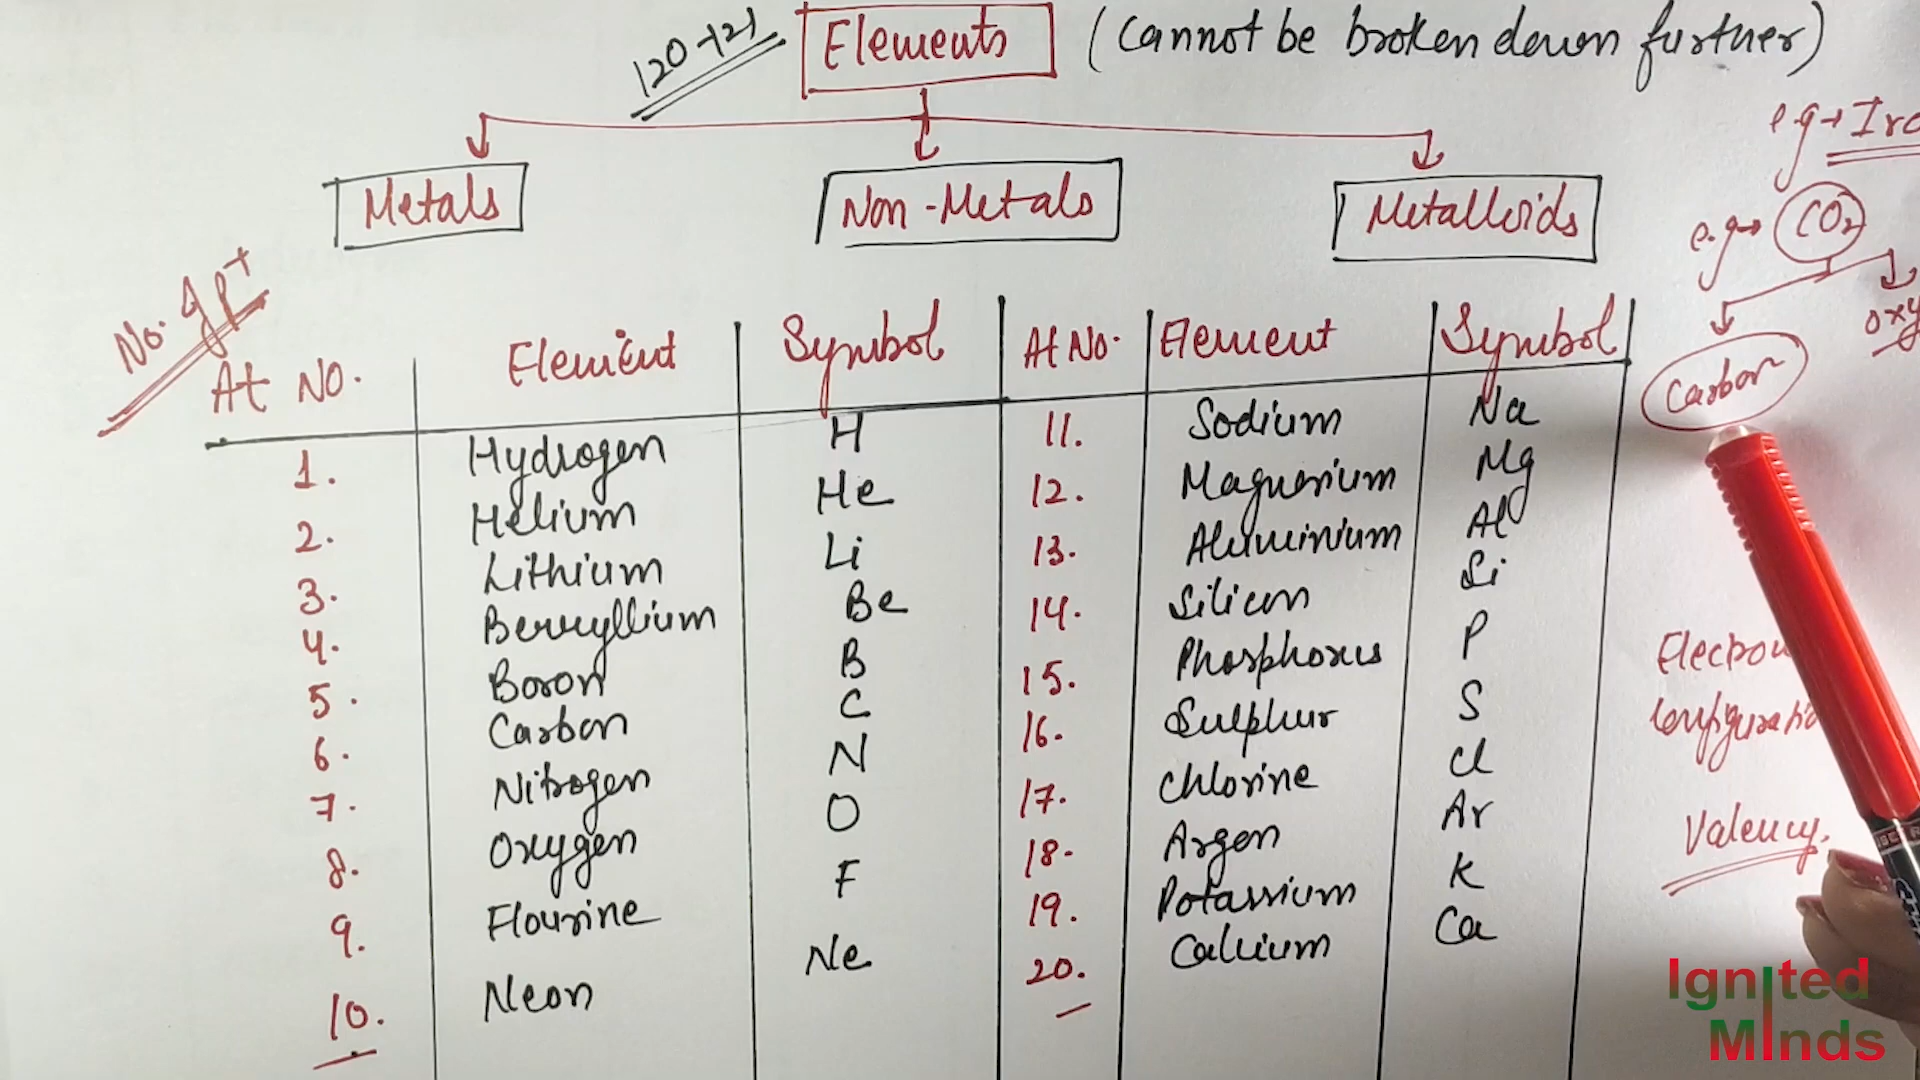 120-121
Elements (cannot be broken down further)
e.g→ Iro
Metals
Non-Metals
Metalloids
e.g→ CO2
Carbon
oxy
No. of p+
At NO. Element Symbol At No. Element Symbol
1. Hydrogen H 11. Sodium Na
2. Helium He 12. Magnesium Mg
3. Lithium Li 13. Aluminium Al
4. Berryllium Be 14. Silicon Si
5. Boron B 15. Phosphorus P
6. Carbon C 16. Sulphur S
7. Nitrogen N 17. Chlorine Cl
8. Oxygen O 18. Argon Ar
9. Flourine F 19. Potassium K
10. Neon Ne 20. Calcium Ca
Electron
Configuratio
Valency.
Ignited
Minds